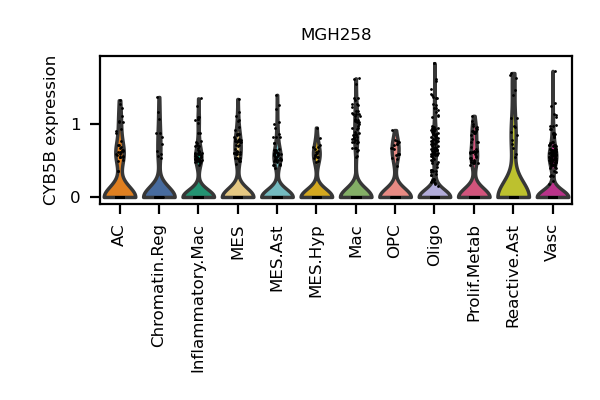 MGH258
CYB5B expression
1
0
AC
Chromatin.Reg
Inflammatory.Mac
MES
MES.Ast
MES.Hyp
Mac
OPC
Oligo
Prolif.Metab
Reactive.Ast
Vasc